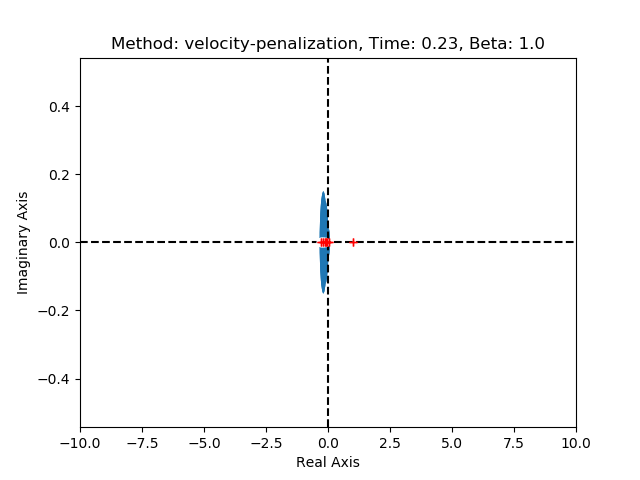 Method: velocity-penalization, Time: 0.23, Beta: 1.0
Imaginary Axis
0.4
0.2
0.0
−0.2
−0.4
−10.0 −7.5 −5.0 −2.5 0.0 2.5 5.0 7.5 10.0
Real Axis